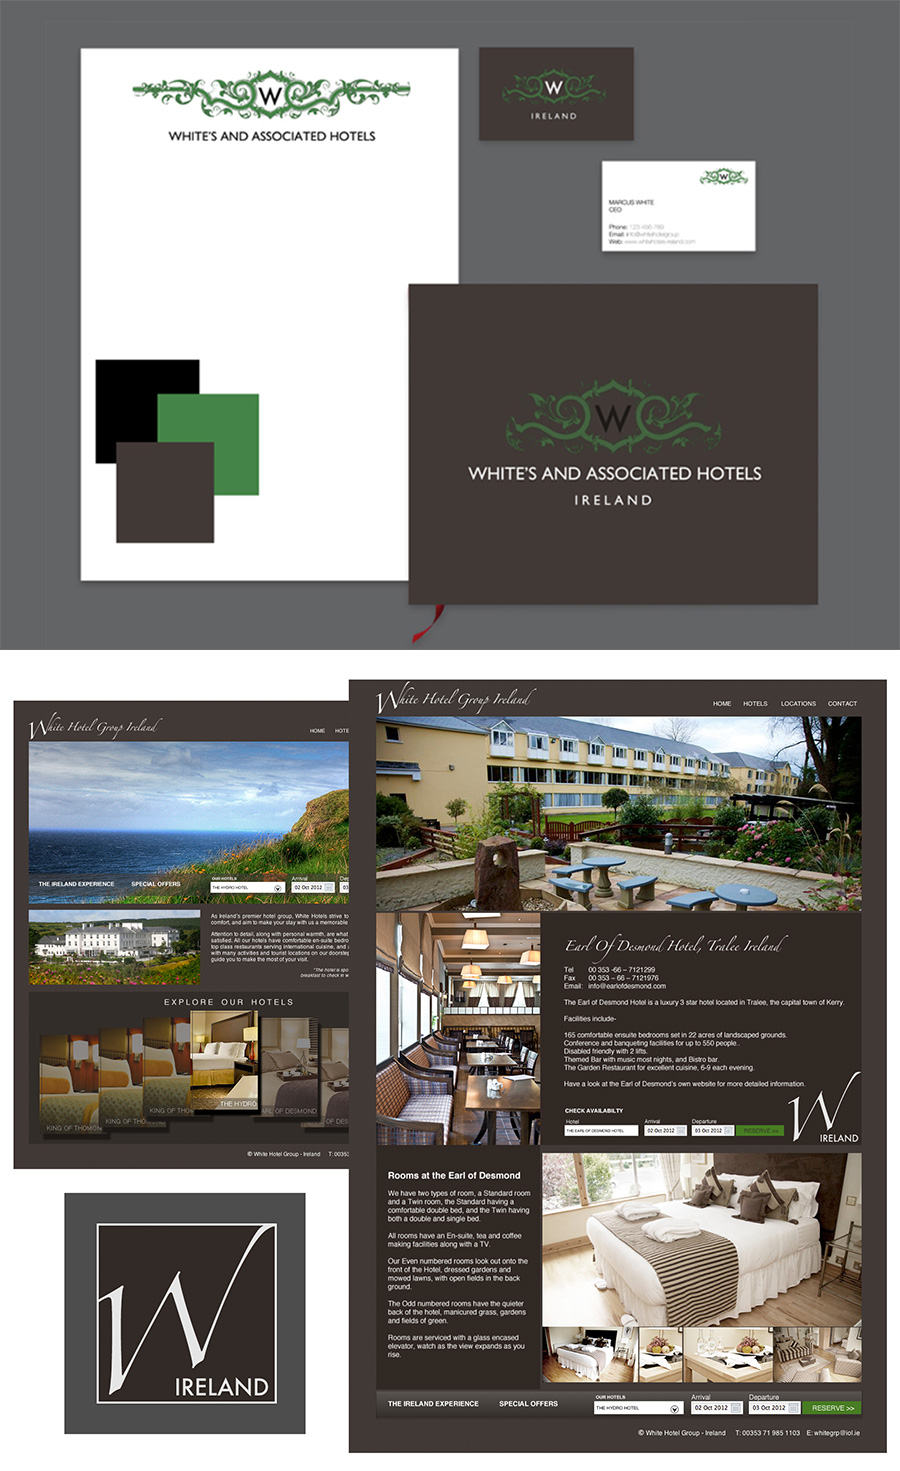 W
WHITE'S AND ASSOCIATED HOTELS
W
IRELAND
W
MARCUS WHITE
CEO
Phone: 123-456-789
Email: info@whitehotelgroup
Web: www.whitehotels-ireland.com
W
WHITE'S AND ASSOCIATED HOTELS
IRELAND
White Hotel Group Ireland
HOME
THE IRELAND EXPERIENCE
SPECIAL OFFERS
OUR HOTELS
THE HYDRO HOTEL
Arrival
02 Oct 2012
As Ireland's premier hotel group, White Hotels strive to
comfort, and aim to make your stay with us a memorable
Attention to detail, along with personal warmth, are what
satisfied. All our hotels have comfortable en-suite bedro
top class restaurants serving international cuisine, and
with many activities and tourist locations on our doorstep
guide you to make the most of your visit.
"The hotel is spo
breakfast to check in w
EXPLORE OUR HOTELS
KING OF THOMON
KING OF THOM
KING OF THO
THE HYDRO
EARL OF DESMOND
OF DES
© White Hotel Group - Ireland T: 00353
W
IRELAND
White Hotel Group Ireland
HOME HOTELS LOCATIONS CONTACT
Earl Of Desmond Hotel, Tralee Ireland
Tel 00 353 -66 – 7121299
Fax 00 353 – 66 – 7121976
Email: info@earlofdesmond.com
The Earl of Desmond Hotel is a luxury 3 star hotel located in Tralee, the capital town of Kerry.
Facilities include-
165 comfortable ensuite bedrooms set in 22 acres of landscaped grounds.
Conference and banqueting facilities for up to 550 people..
Disabled friendly with 2 lifts.
Themed Bar with music most nights, and Bistro bar.
The Garden Restaurant for excellent cuisine, 6-9 each evening.
Have a look at the Earl of Desmond's own website for more detailed information.
CHECK AVAILABILTY
Hotel Arrival Departure
THE EARL OF DESMOND HOTEL 02 Oct 2012 03 Oct 2012 RESERVE >>
W
IRELAND
Rooms at the Earl of Desmond
We have two types of room, a Standard room
and a Twin room, the Standard having a
comfortable double bed, and the Twin having
both a double and single bed.
All rooms have an En-suite, tea and coffee
making facilities along with a TV.
Our Even numbered rooms look out onto the
front of the Hotel, dressed gardens and
mowed lawns, with open fields in the back
ground.
The Odd numbered rooms have the quieter
back of the hotel, manicured grass, gardens
and fields of green.
Rooms are serviced with a glass encased
elevator, watch as the view expands as you
rise.
THE IRELAND EXPERIENCE
SPECIAL OFFERS
OUR HOTELS
THE HYDRO HOTEL
Arrival
02 Oct 2012
Departure
03 Oct 2012
RESERVE >>
© White Hotel Group - Ireland T: 00353 71 985 1103 E: whitegrp@iol.ie